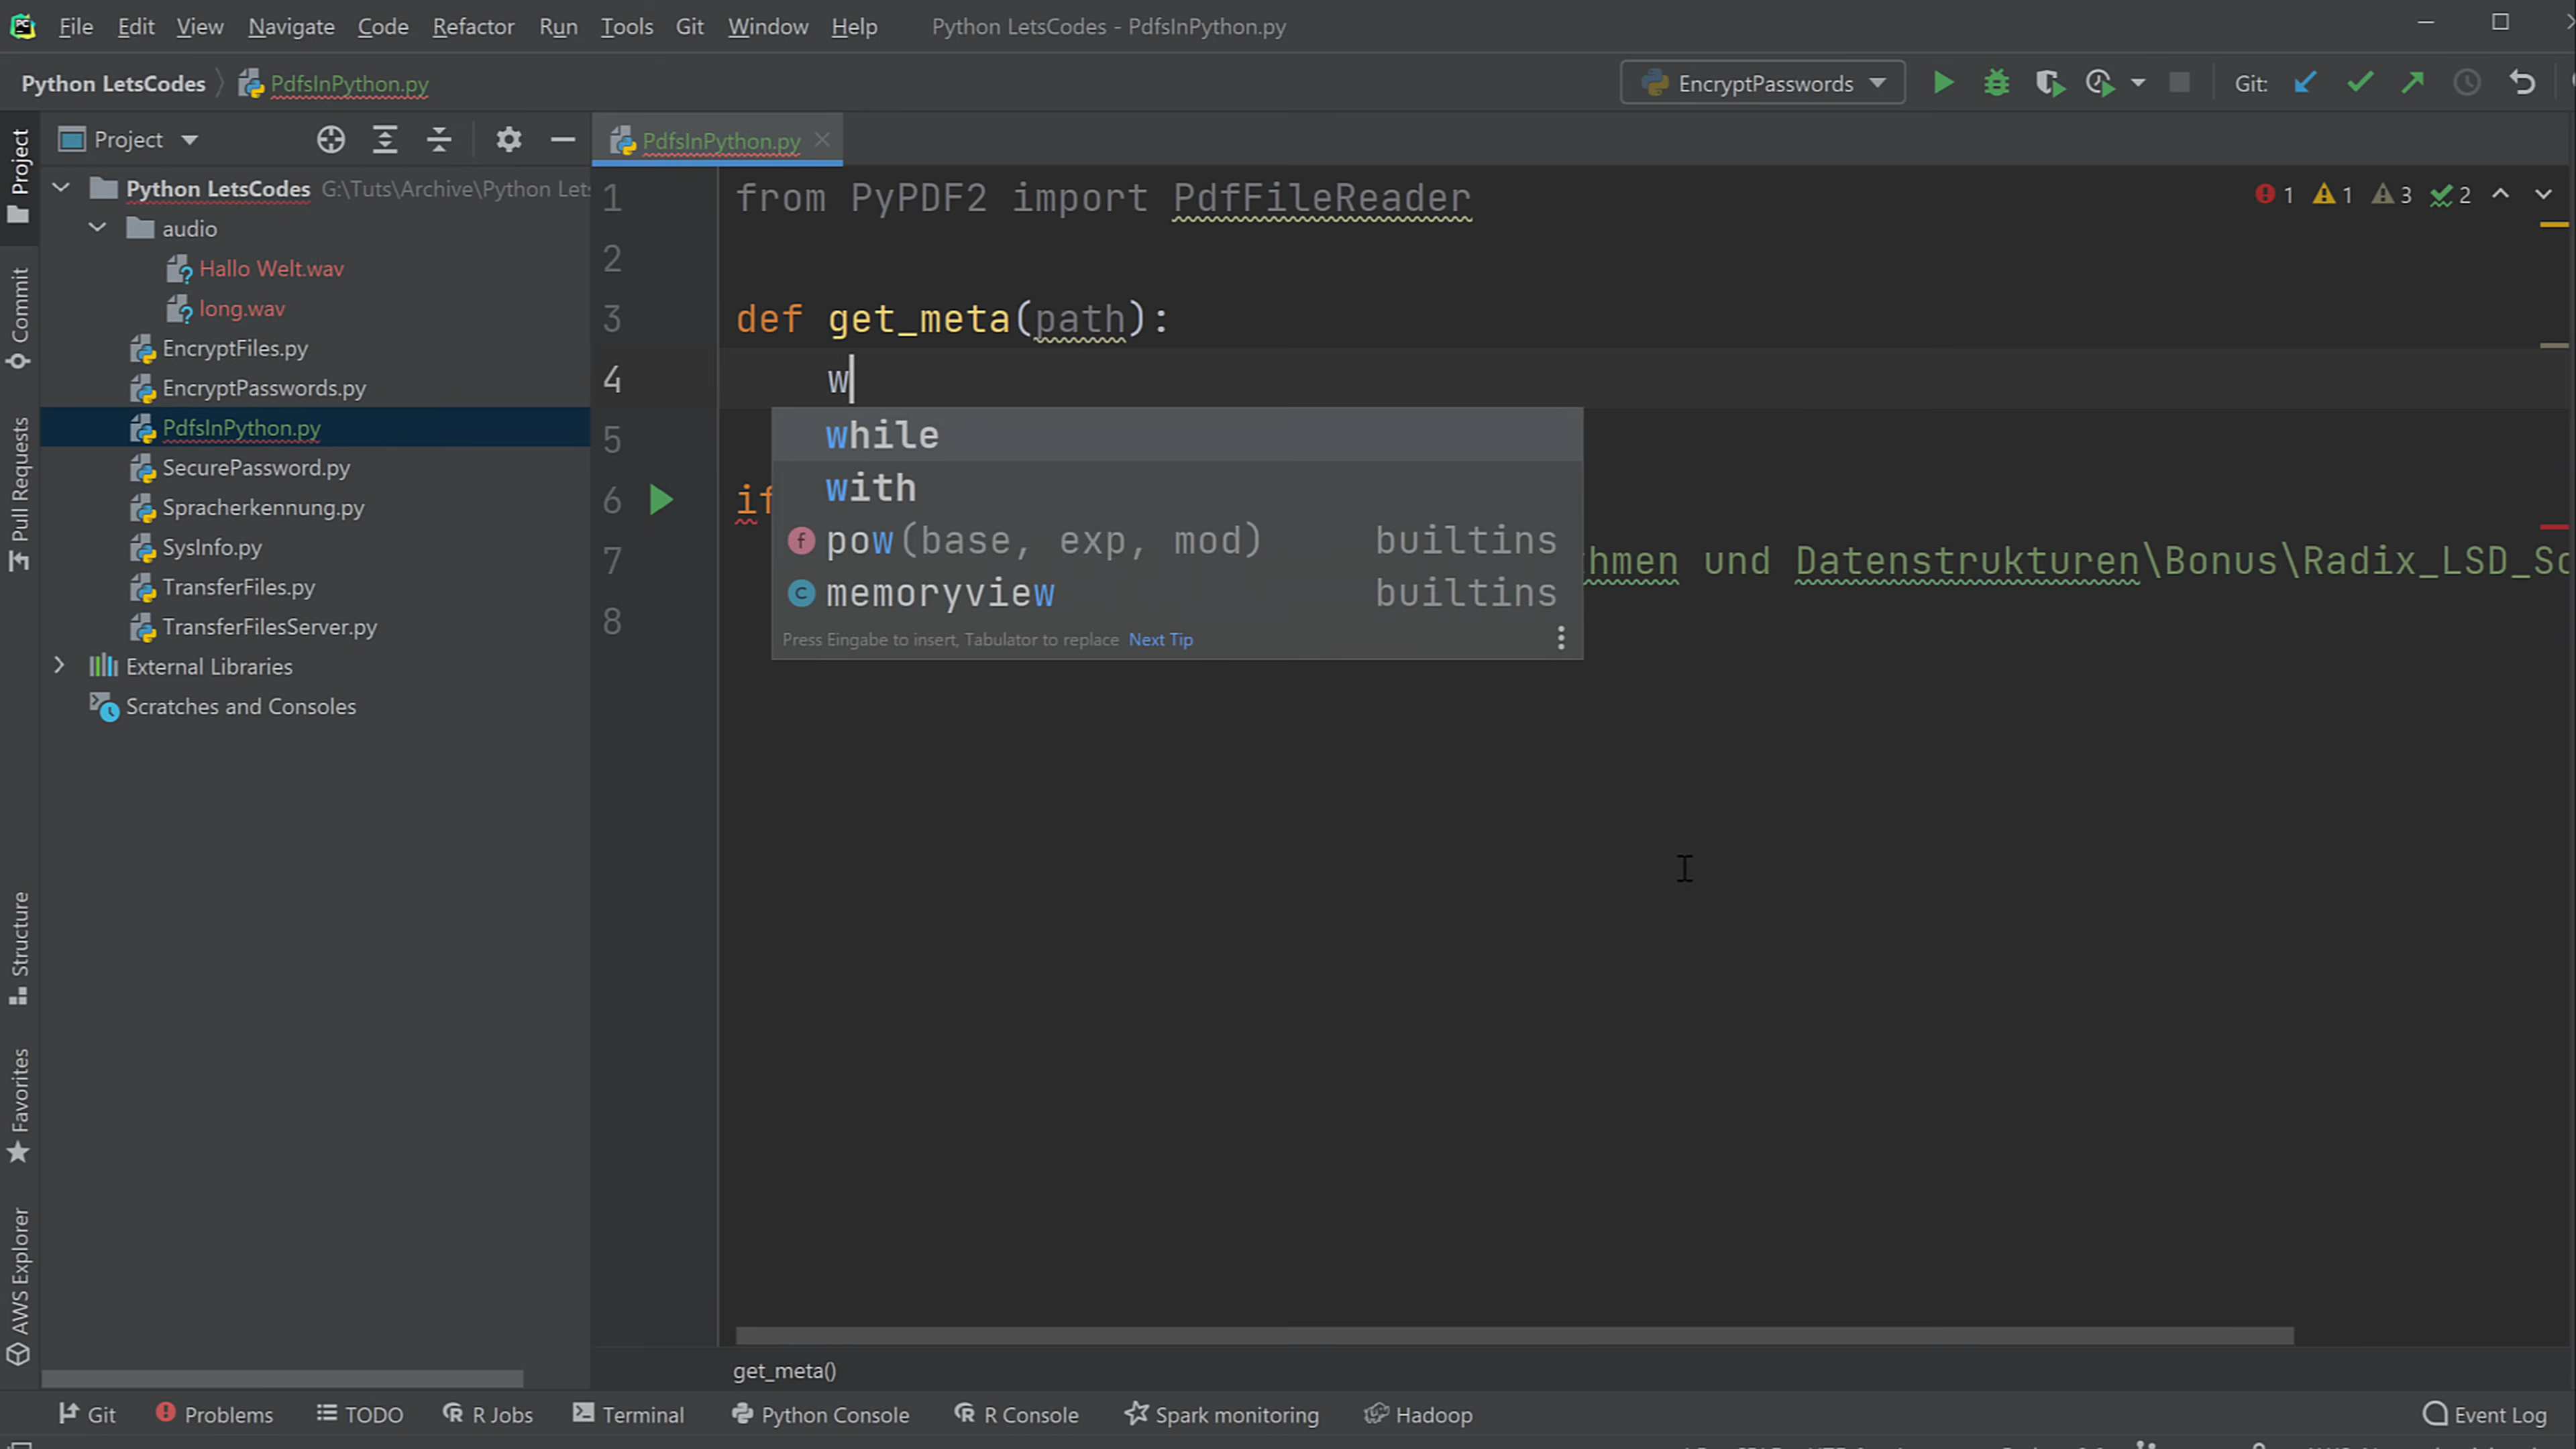 File Edit View Navigate Code Refactor Run Tools Git Window Help Python LetsCodes - PdfsInPython.py
Python LetsCodes PdfsInPython.py EncryptPasswords Git:
Project
PdfsInPython.py
Project
Commit
Pull Requests
Structure
Favorites
AWS Explorer
Python LetsCodes G:\Tuts\Archive\Python Lets
audio
Hallo Welt.wav
long.wav
EncryptFiles.py
EncryptPasswords.py
PdfsInPython.py
SecurePassword.py
Spracherkennung.py
SysInfo.py
TransferFiles.py
TransferFilesServer.py
External Libraries
Scratches and Consoles
1 from PyPDF2 import PdfFileReader
1 1 3 2
2
3 def get_meta(path):
4 w
5
6 if
7 hmen und Datenstrukturen\Bonus\Radix_LSD_So
8
while
with
f pow(base, exp, mod) builtins
c memoryview builtins
Press Eingabe to insert, Tabulator to replace Next Tip
get_meta()
Git Problems TODO R Jobs Terminal Python Console R Console Spark monitoring Hadoop Event Log